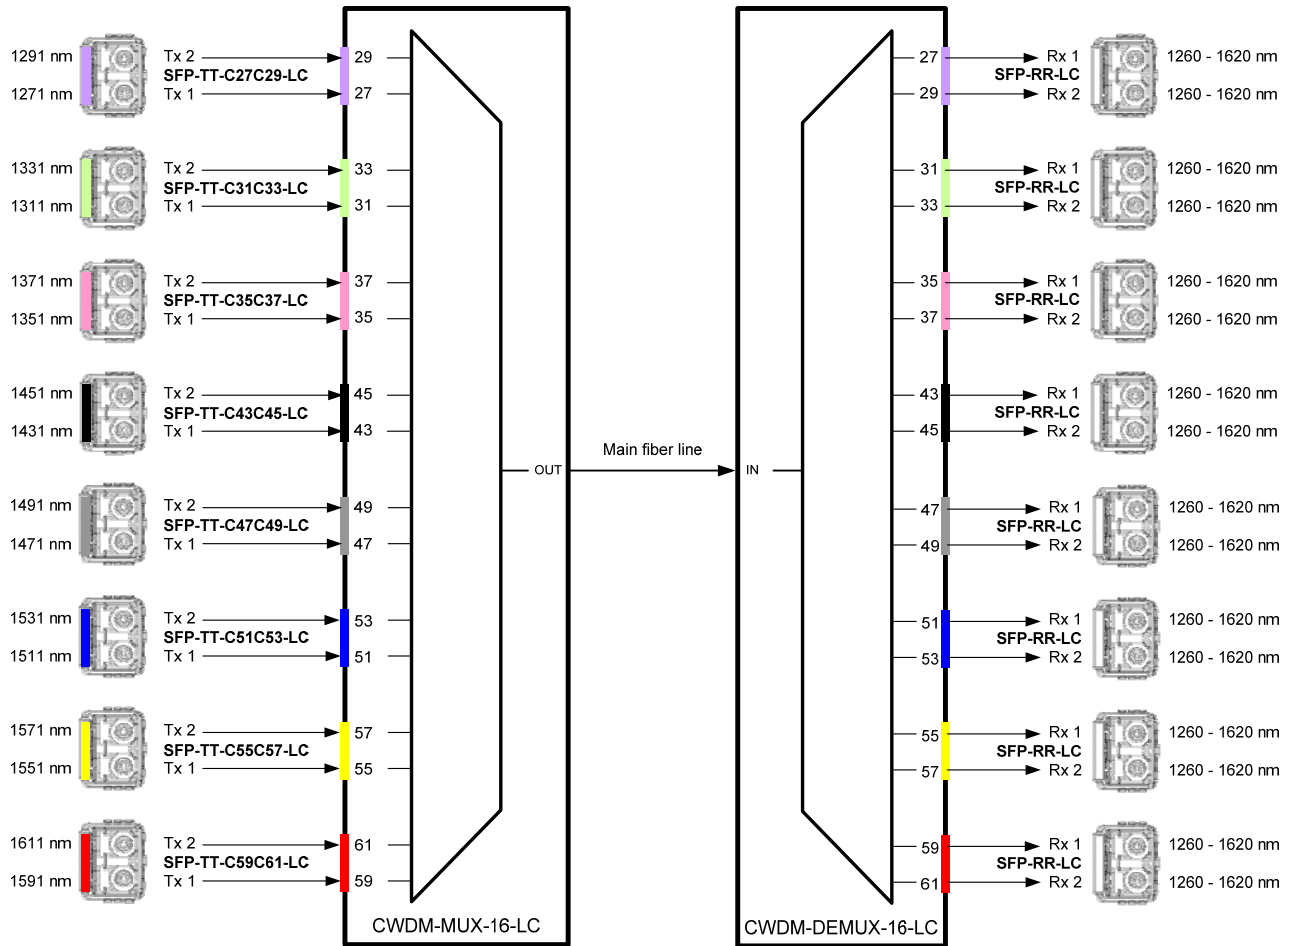 1291 nm Tx 2 29 27 Rx 1 1260 - 1620 nm
SFP-TT-C27C29-LC SFP-RR-LC
1271 nm Tx 1 27 29 Rx 2 1260 - 1620 nm
1331 nm Tx 2 33 31 Rx 1 1260 - 1620 nm
SFP-TT-C31C33-LC SFP-RR-LC
1311 nm Tx 1 31 33 Rx 2 1260 - 1620 nm
1371 nm Tx 2 37 35 Rx 1 1260 - 1620 nm
SFP-TT-C35C37-LC SFP-RR-LC
1351 nm Tx 1 35 37 Rx 2 1260 - 1620 nm
1451 nm Tx 2 45 43 Rx 1 1260 - 1620 nm
SFP-TT-C43C45-LC SFP-RR-LC
1431 nm Tx 1 43 45 Rx 2 1260 - 1620 nm
Main fiber line
OUT IN
1491 nm Tx 2 49 47 Rx 1 1260 - 1620 nm
SFP-TT-C47C49-LC SFP-RR-LC
1471 nm Tx 1 47 49 Rx 2 1260 - 1620 nm
1531 nm Tx 2 53 51 Rx 1 1260 - 1620 nm
SFP-TT-C51C53-LC SFP-RR-LC
1511 nm Tx 1 51 53 Rx 2 1260 - 1620 nm
1571 nm Tx 2 57 55 Rx 1 1260 - 1620 nm
SFP-TT-C55C57-LC SFP-RR-LC
1551 nm Tx 1 55 57 Rx 2 1260 - 1620 nm
1611 nm Tx 2 61 59 Rx 1 1260 - 1620 nm
SFP-TT-C59C61-LC SFP-RR-LC
1591 nm Tx 1 59 61 Rx 2 1260 - 1620 nm
CWDM-MUX-16-LC CWDM-DEMUX-16-LC